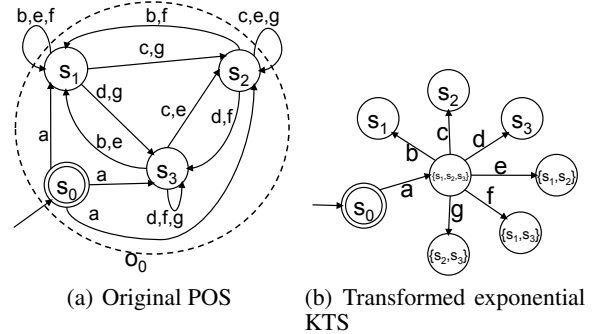 b,e,f
b,f
c,e,g
s1
c,g
s2
d,g
c,e
d,f
b,e
s3
a
s0
a
a
d,f,g
o0
s1
s2
s3
b
c
d
e
{s1,s2,s3}
{s1,s2}
s0
a
f
g
{s1,s3}
{s2,s3}
(a) Original POS
(b) Transformed exponential
KTS